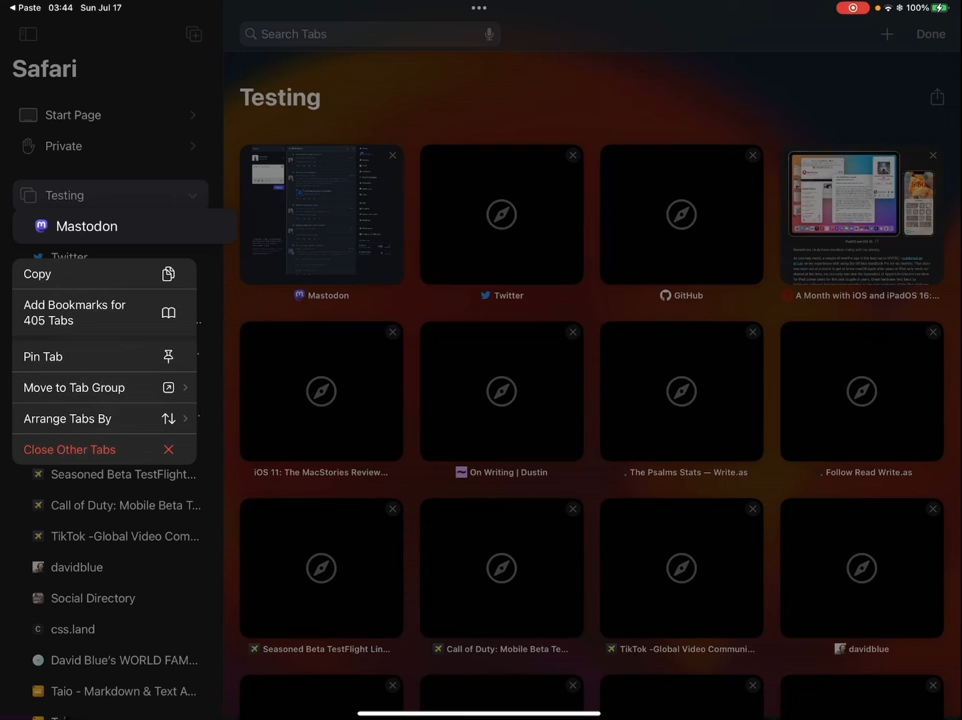 Paste 03:44 Sun Jul 17
100%
Search Tabs
Done
Safari
Testing
Start Page
Private
Testing
Mastodon
Twitter
Copy
Add Bookmarks for
405 Tabs
Pin Tab
Move to Tab Group
Arrange Tabs By
Close Other Tabs
Seasoned Beta TestFlight...
Call of Duty: Mobile Beta T...
TikTok -Global Video Com...
davidblue
Social Directory
css.land
David Blue's WORLD FAM...
Taio - Markdown & Text A...
Mastodon
Twitter
GitHub
A Month with iOS and iPadOS 16:...
iOS 11: The MacStories Review...
On Writing | Dustin
. The Psalms Stats — Write.as
. Follow Read Write.as
Seasoned Beta TestFlight Lin...
Call of Duty: Mobile Beta Te...
TikTok -Global Video Communi...
davidblue